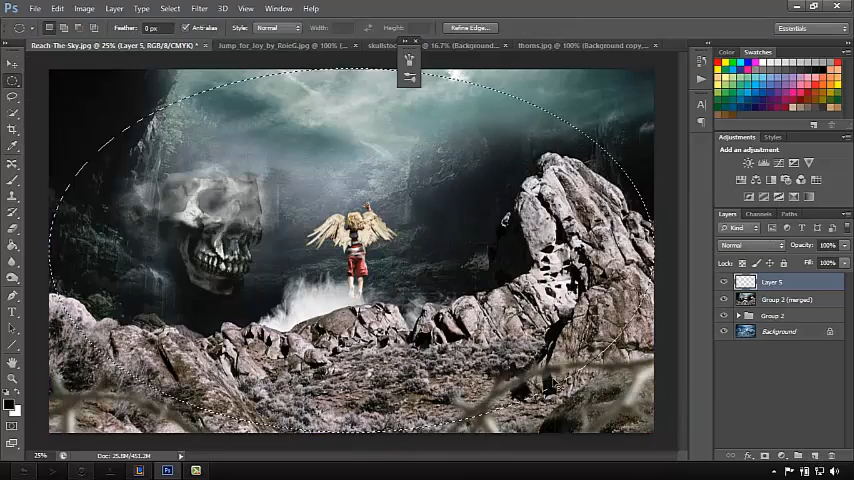 Ps File Edit Image Layer Type Select Filter 3D View Window Help
Feather: 0 px Anti-alias Style: Normal Width: Height: Refine Edge... Essentials
Reach-The-Sky.jpg @ 25% (Layer 5, RGB/8/CMYK) * Jump_for_Joy_by_RoieG.jpg @ 100% (... skullstoc 16.7% (Background... thorns.jpg @ 100% (Background copy,...
Color Swatches
Adjustments Styles
Add an adjustment
Layers Channels Paths
Kind
Normal Opacity: 100%
Lock: Fill: 100%
Layer 5
Group 2 (merged)
Group 2
Background
25% Doc: 25.8M/451.2M
Ps